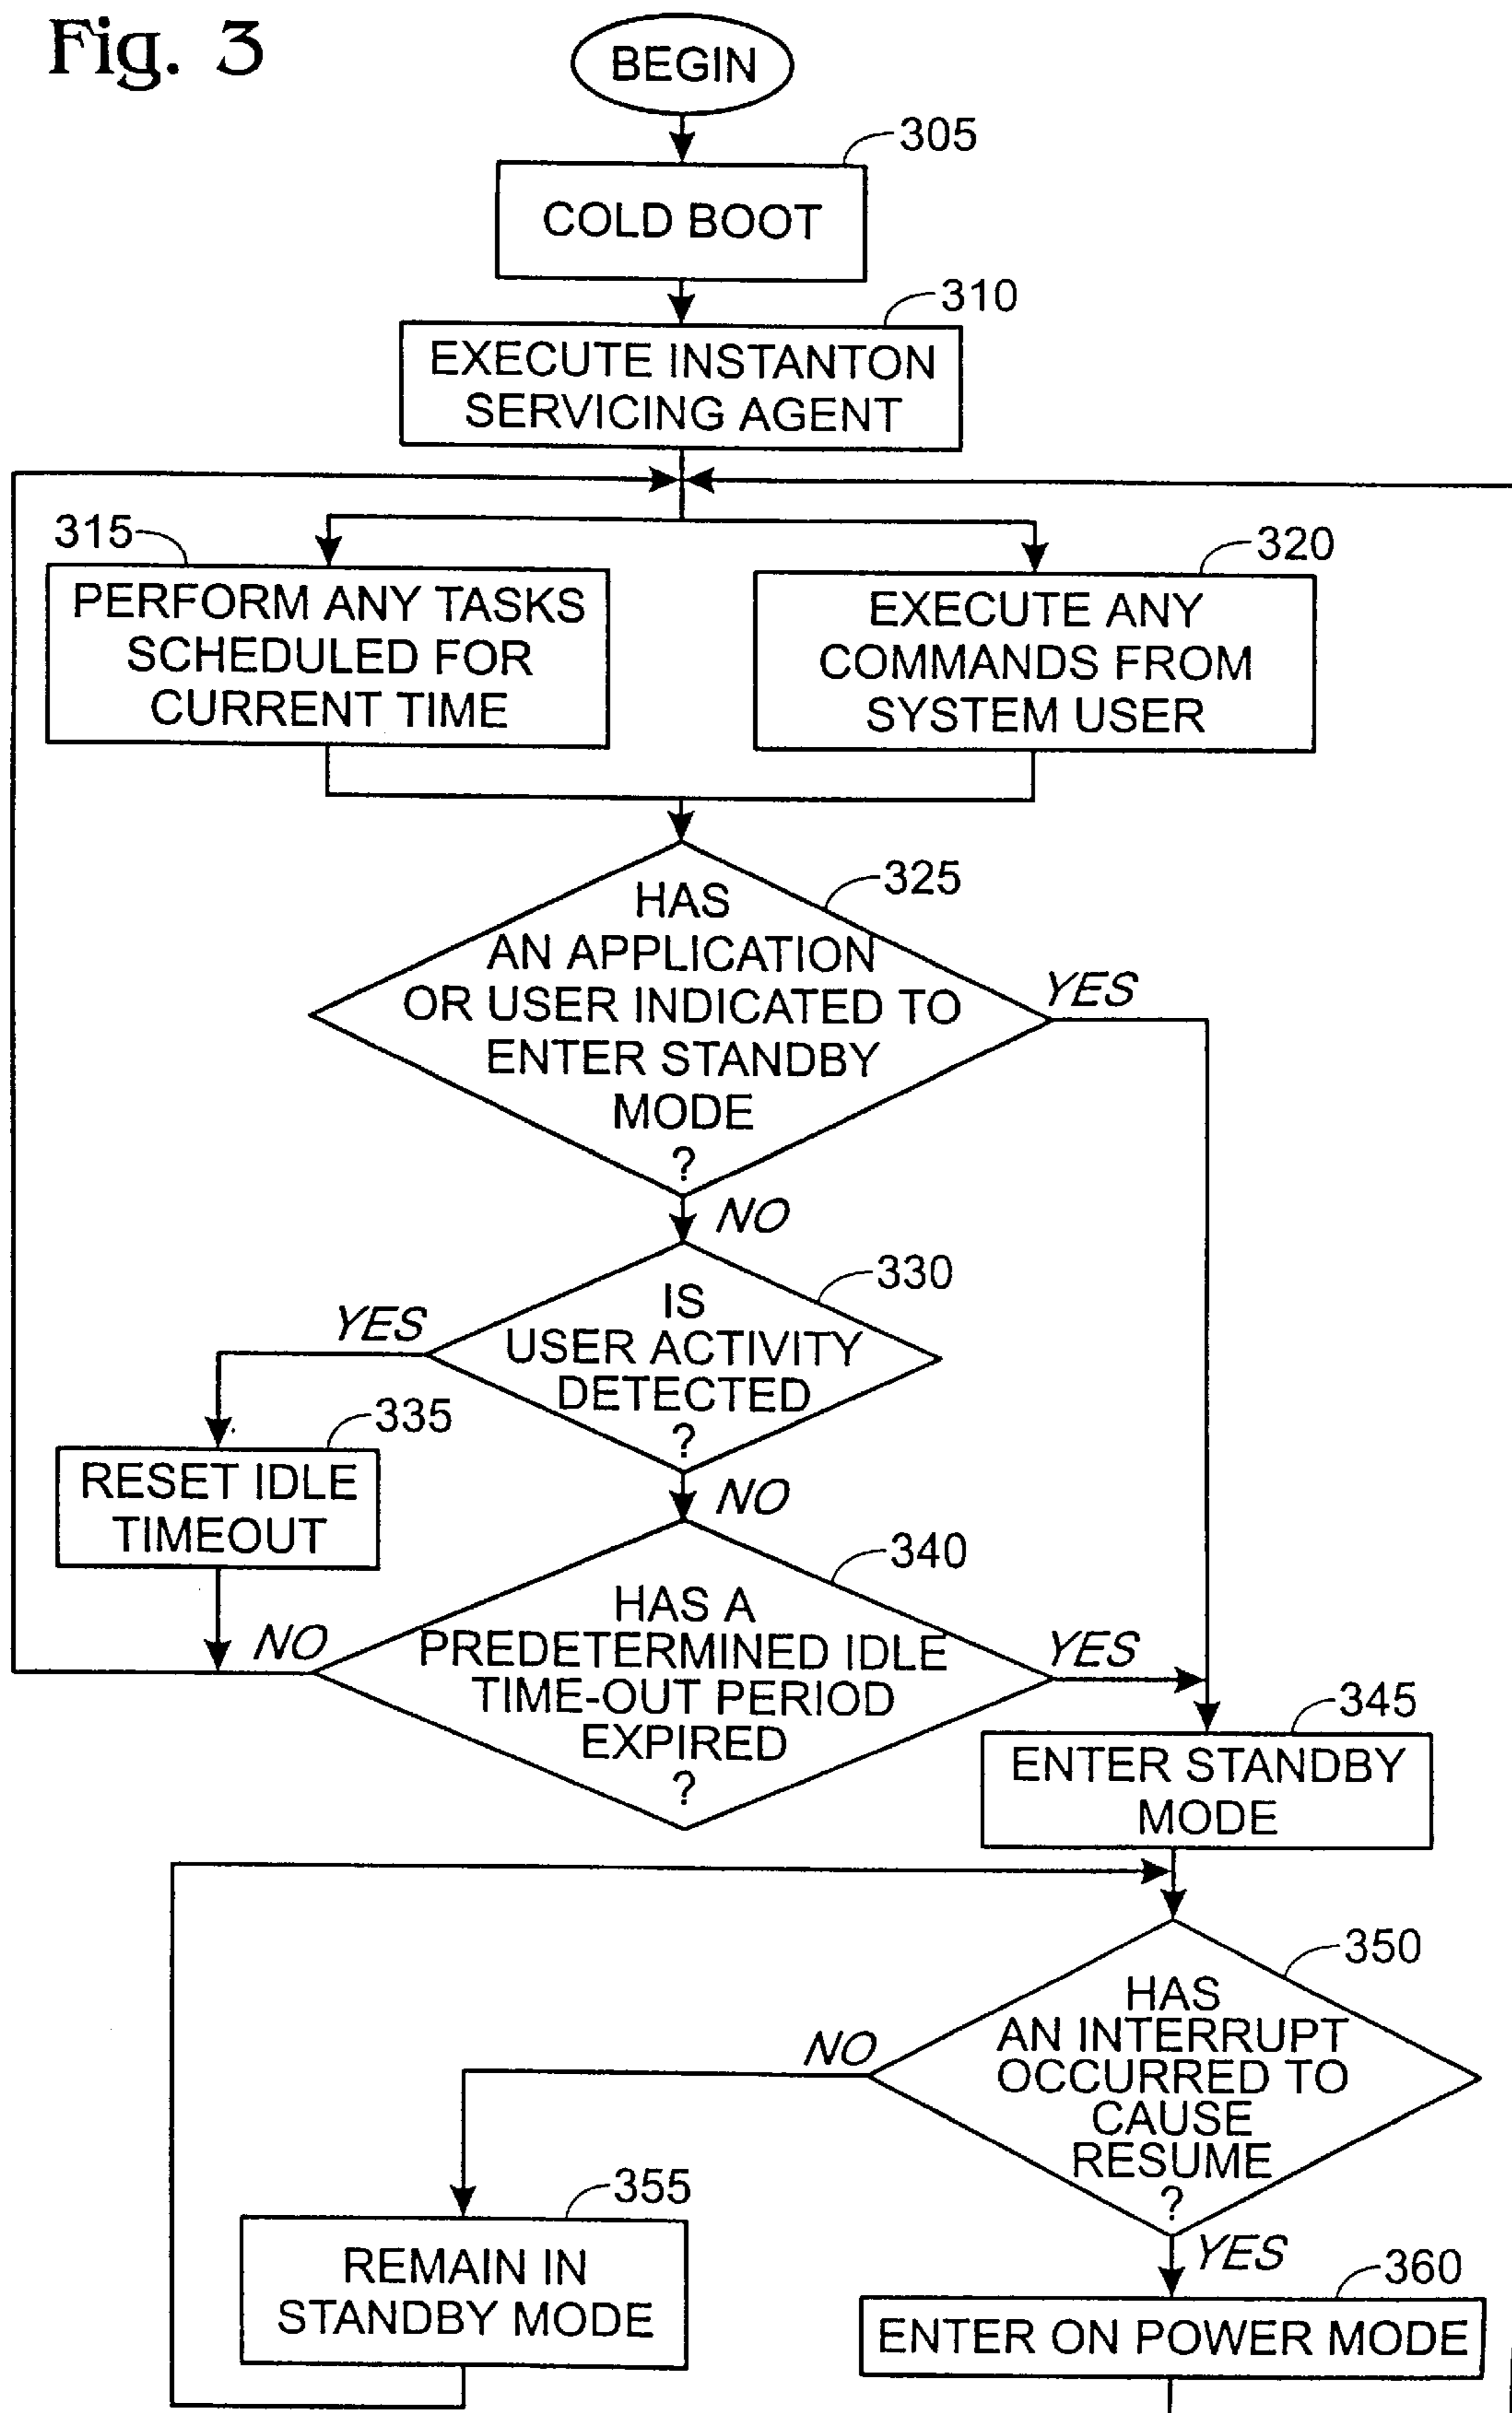 Fig. 3
BEGIN
305
COLD BOOT
310
EXECUTE INSTANTON
SERVICING AGENT
315
PERFORM ANY TASKS
SCHEDULED FOR
CURRENT TIME
320
EXECUTE ANY
COMMANDS FROM
SYSTEM USER
325
HAS
AN APPLICATION
OR USER INDICATED TO
ENTER STANDBY
MODE
?
YES
NO
330
IS
USER ACTIVITY
DETECTED
?
YES
335
RESET IDLE
TIMEOUT
NO
340
HAS A
PREDETERMINED IDLE
TIME-OUT PERIOD
EXPIRED
?
NO
YES
345
ENTER STANDBY
MODE
350
HAS
AN INTERRUPT
OCCURRED TO
CAUSE
RESUME
?
NO
355
REMAIN IN
STANDBY MODE
YES
360
ENTER ON POWER MODE